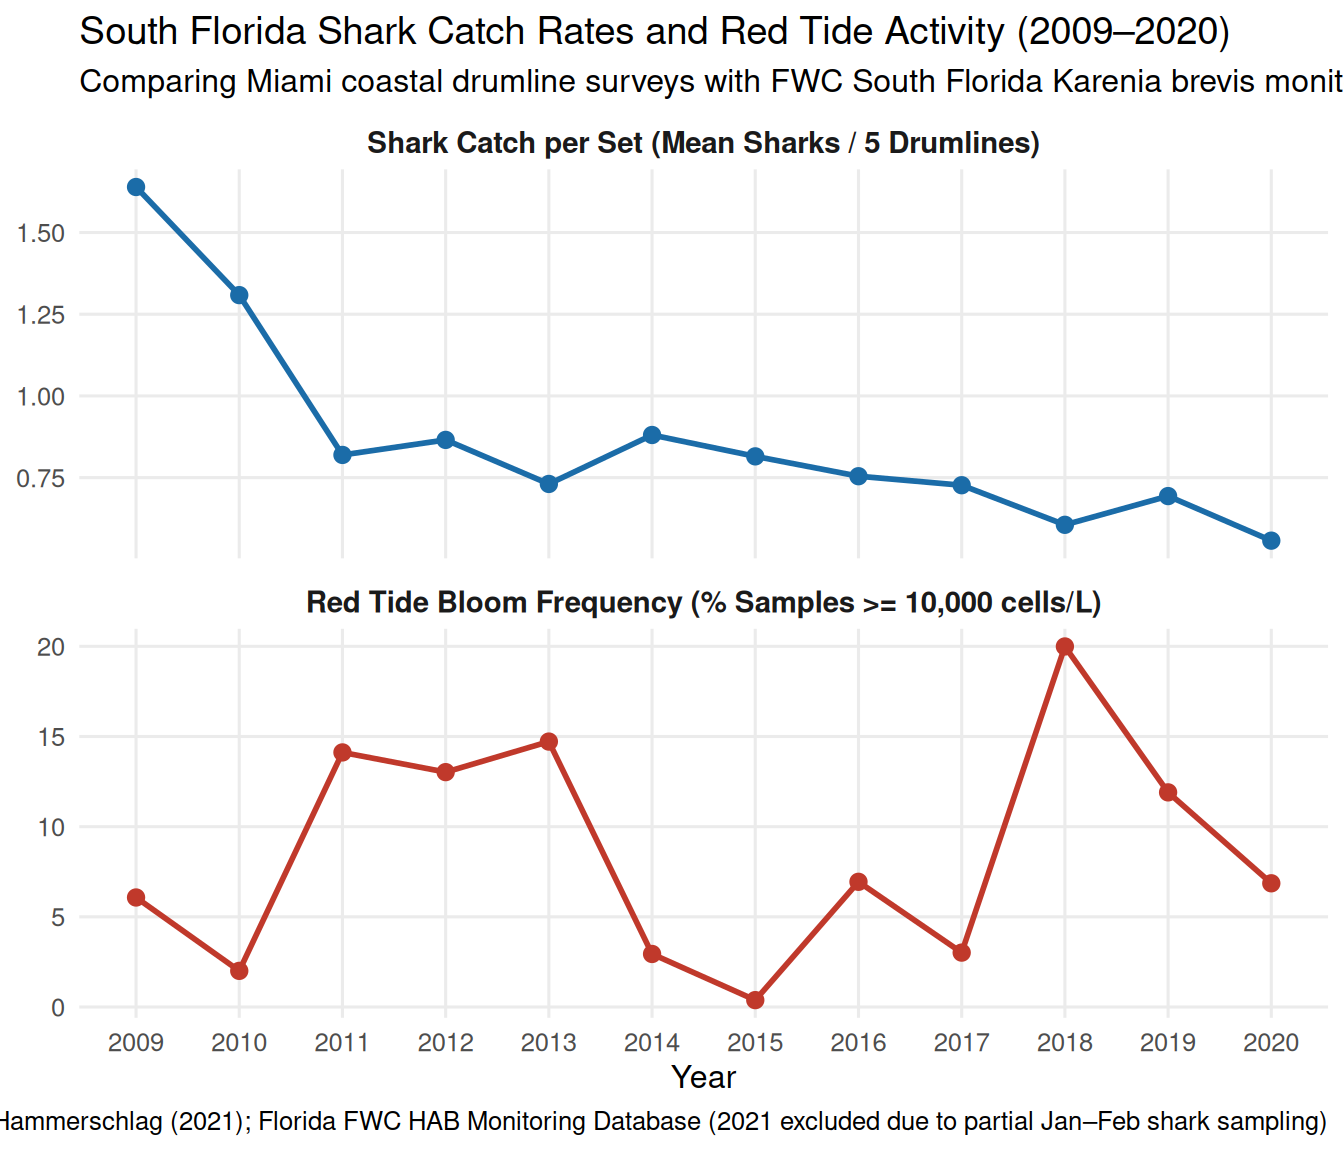 South Florida Shark Catch Rates and Red Tide Activity (2009–2020)
Comparing Miami coastal drumline surveys with FWC South Florida Karenia brevis monit
Shark Catch per Set (Mean Sharks / 5 Drumlines)
1.50
1.25
1.00
0.75
Red Tide Bloom Frequency (% Samples >= 10,000 cells/L)
20
15
10
5
0
2009 2010 2011 2012 2013 2014 2015 2016 2017 2018 2019 2020
Year
Hammerschlag (2021); Florida FWC HAB Monitoring Database (2021 excluded due to partial Jan–Feb shark sampling)